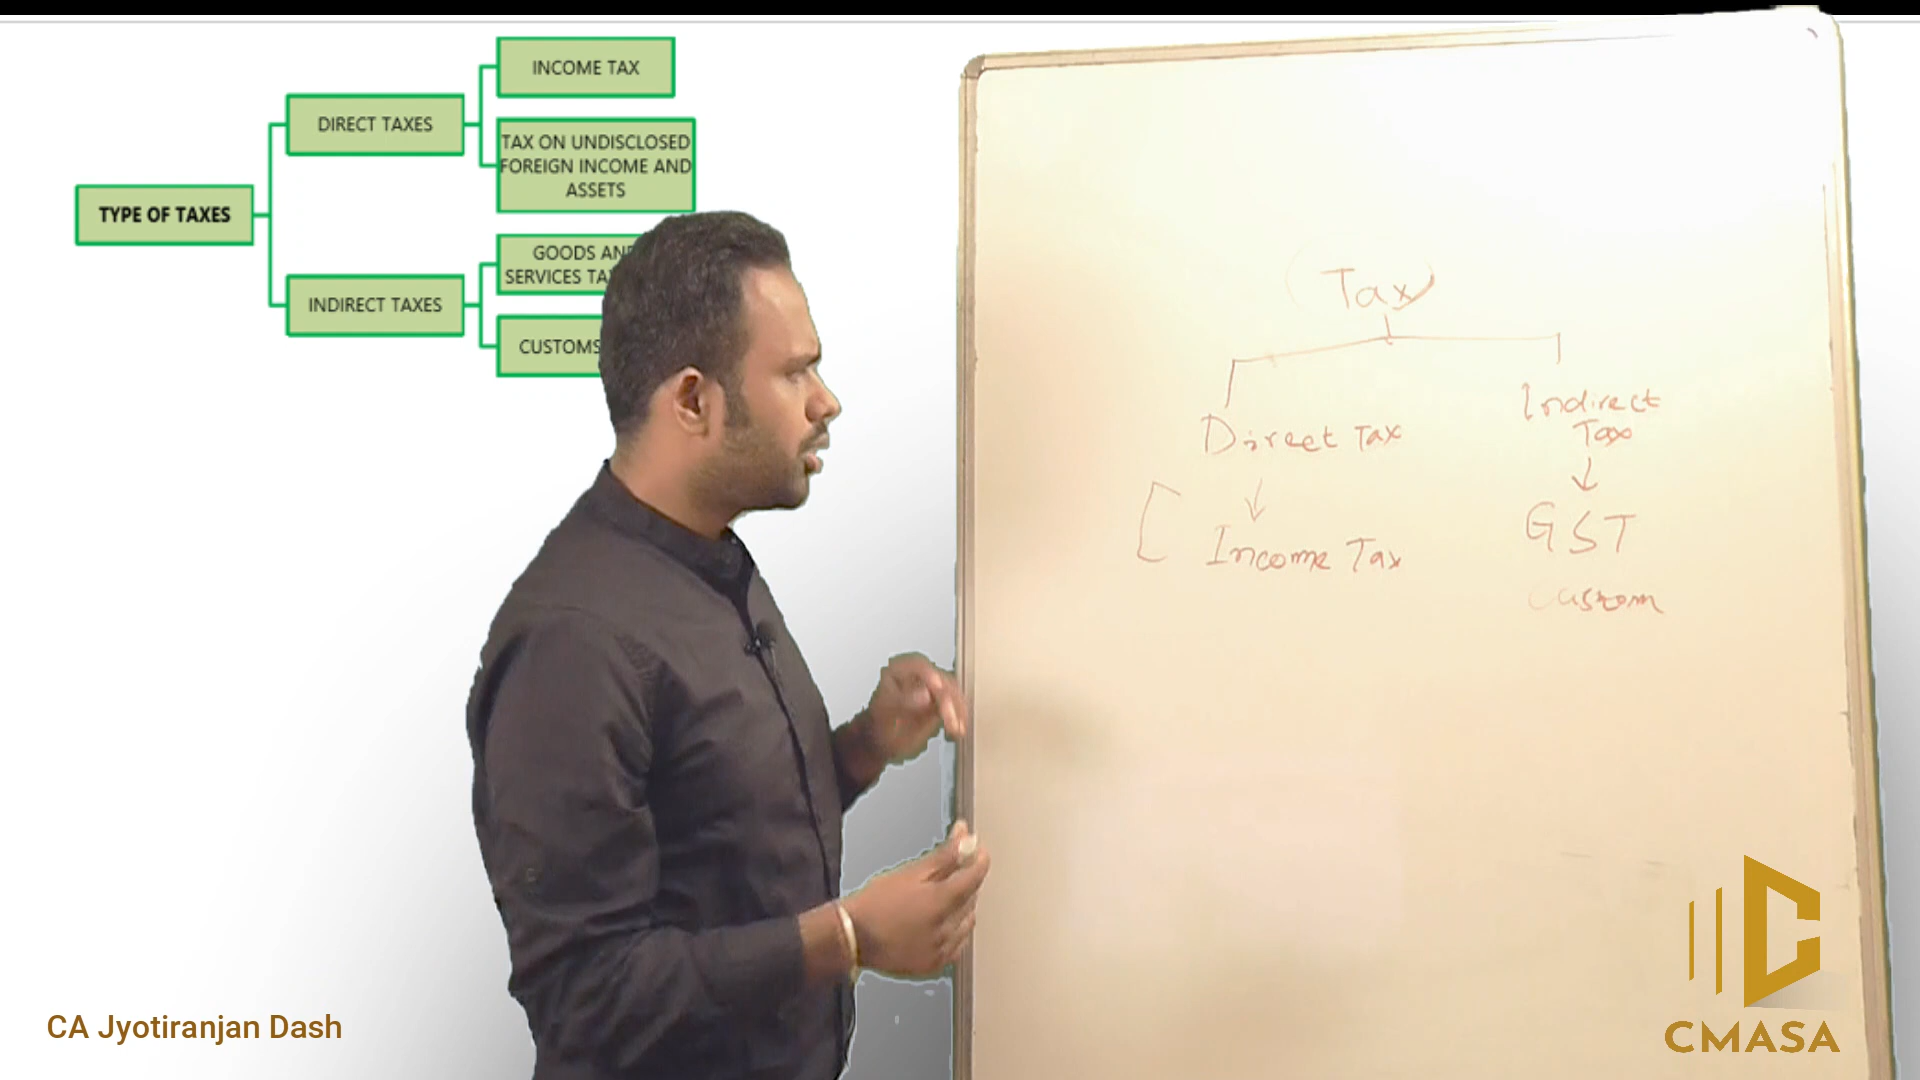 INCOME TAX
DIRECT TAXES
TAX ON UNDISCLOSED
FOREIGN INCOME AND
ASSETS
TYPE OF TAXES
GOODS AND
SERVICES TAX
INDIRECT TAXES
CUSTOMS
Tax
Direct Tax
Indirect
Tax
Income Tax
GST
Custom
CA Jyotiranjan Dash
CMASA